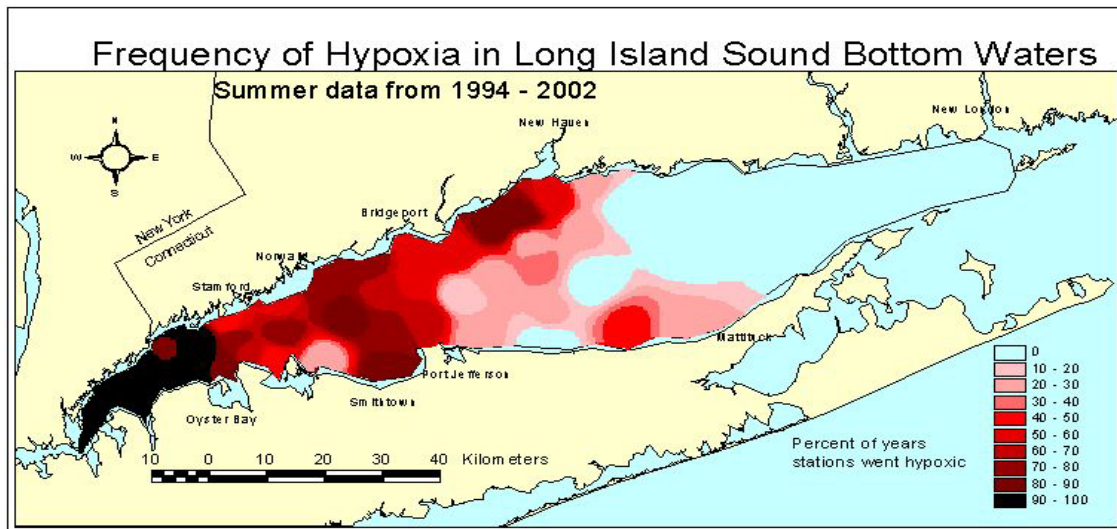 Frequency of Hypoxia in Long Island Sound Bottom Waters
Summer data from 1994 - 2002
New London
New Haven
N
W E
S
Bridgeport
New York
Connecticut
Norwalk
Stamford
Mattituck
Port Jefferson
Smithtown
Oyster Bay
10 0 10 20 30 40 Kilometers
Percent of years
stations went hypoxic
0
10 - 20
20 - 30
30 - 40
40 - 50
50 - 60
60 - 70
70 - 80
80 - 90
90 - 100